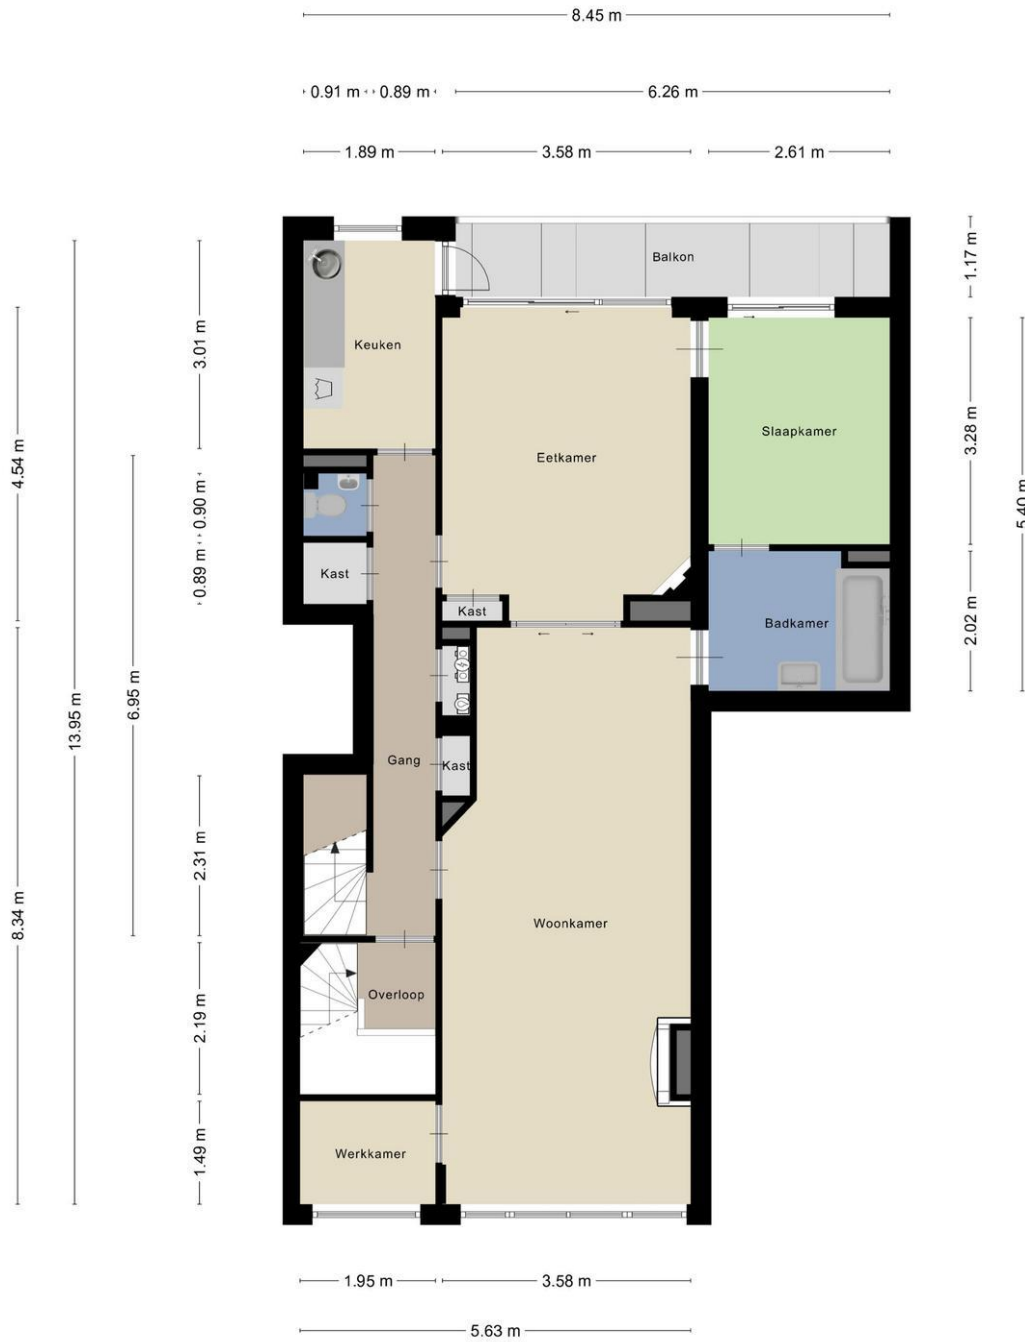 8.45 m
0.91 m
0.89 m
6.26 m
1.89 m
3.58 m
2.61 m
Balkon
1.17 m
Keuken
3.01 m
4.54 m
Eetkamer
Slaapkamer
3.28 m
5.40 m
0.90 m
0.89 m
Kast
Kast
Badkamer
2.02 m
6.95 m
13.95 m
Gang
Kast
2.31 m
8.34 m
Woonkamer
Overloop
2.19 m
Werkkamer
1.49 m
1.95 m
3.58 m
5.63 m